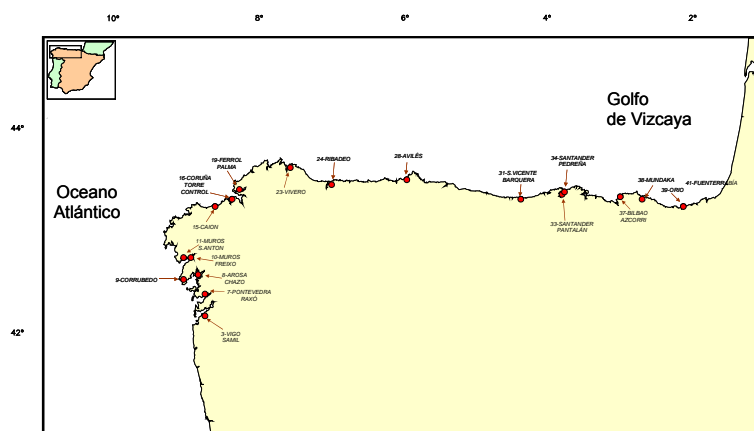 10° 8° 6° 4° 2°
Golfo
de Vizcaya
44°
34-SANTANDER
PEDREÑA
28-AVILÉS
24-RIBADEO
19-FERROL
PALMA
31-S.VICENTE
BARQUERA
38-MUNDAKA
41-FUENTERRABÍA
39-ORIO
16-CORUÑA
TORRE
CONTROL
23-VIVERO
Oceano
Atlántico
37-BILBAO
AZCORRI
33-SANTANDER
PANTALÁN
15-CAION
11-MUROS
S.ANTON
10-MUROS
FREIXO
8-AROSA
CHAZO
9-CORRUBEDO
7-PONTEVEDRA
RAXÓ
42°
3-VIGO
SAMIL